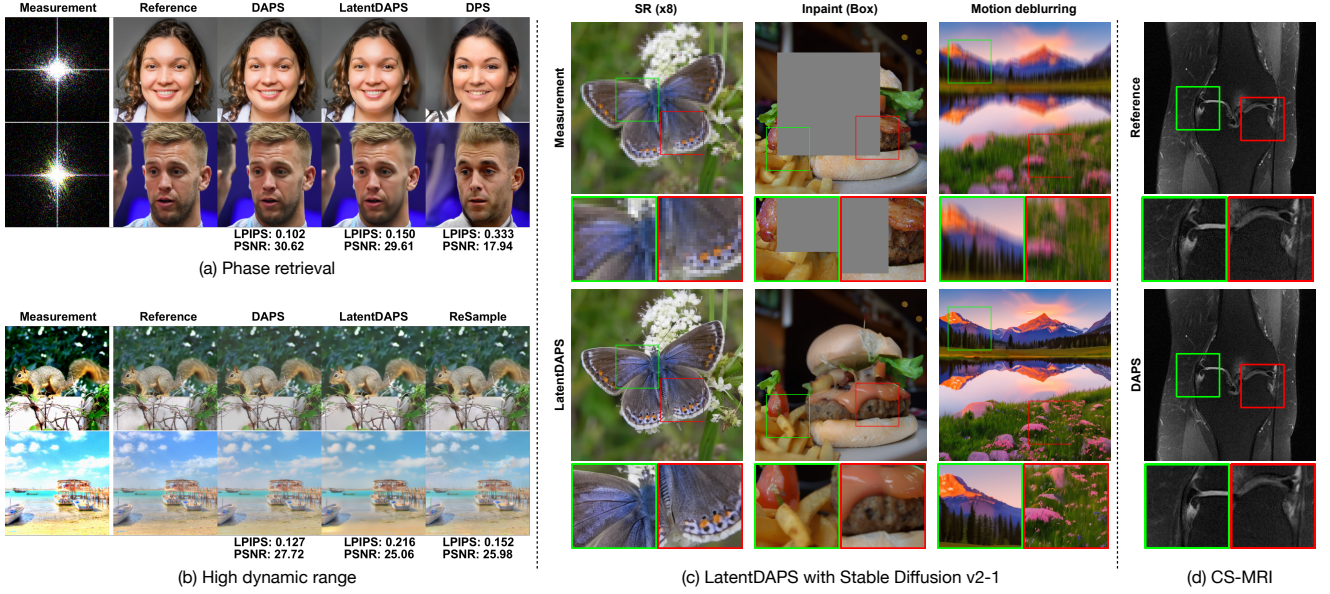 Measurement Reference DAPS LatentDAPS DPS
LPIPS: 0.102 LPIPS: 0.150 LPIPS: 0.333
PSNR: 30.62 PSNR: 29.61 PSNR: 17.94
(a) Phase retrieval
Measurement Reference DAPS LatentDAPS ReSample
LPIPS: 0.127 LPIPS: 0.216 LPIPS: 0.152
PSNR: 27.72 PSNR: 25.06 PSNR: 25.98
(b) High dynamic range
SR (x8) Inpaint (Box) Motion deblurring
Measurement
LatentDAPS
(c) LatentDAPS with Stable Diffusion v2-1
Reference
DAPS
(d) CS-MRI